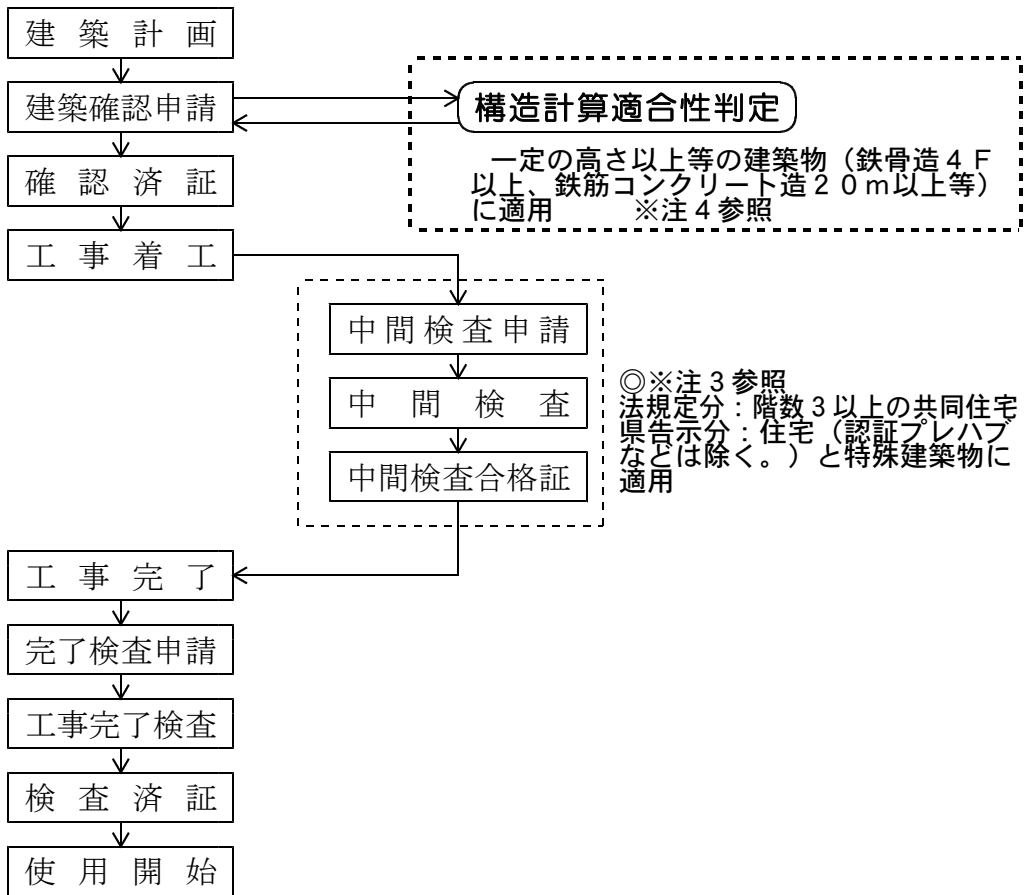 建築計画
建築確認申請
構造計算適合性判定
一定の高さ以上等の建築物（鉄骨造４Ｆ
以上、鉄筋コンクリート造２０ｍ以上等）
に適用　　　※注４参照
確認済証
工事着工
中間検査申請
中間検査
中間検査合格証
◎※注３参照
法規定分：階数３以上の共同住宅
県告示分：住宅（認証プレハブ
などは除く。）と特殊建築物に
適用
工事完了
完了検査申請
工事完了検査
検査済証
使用開始